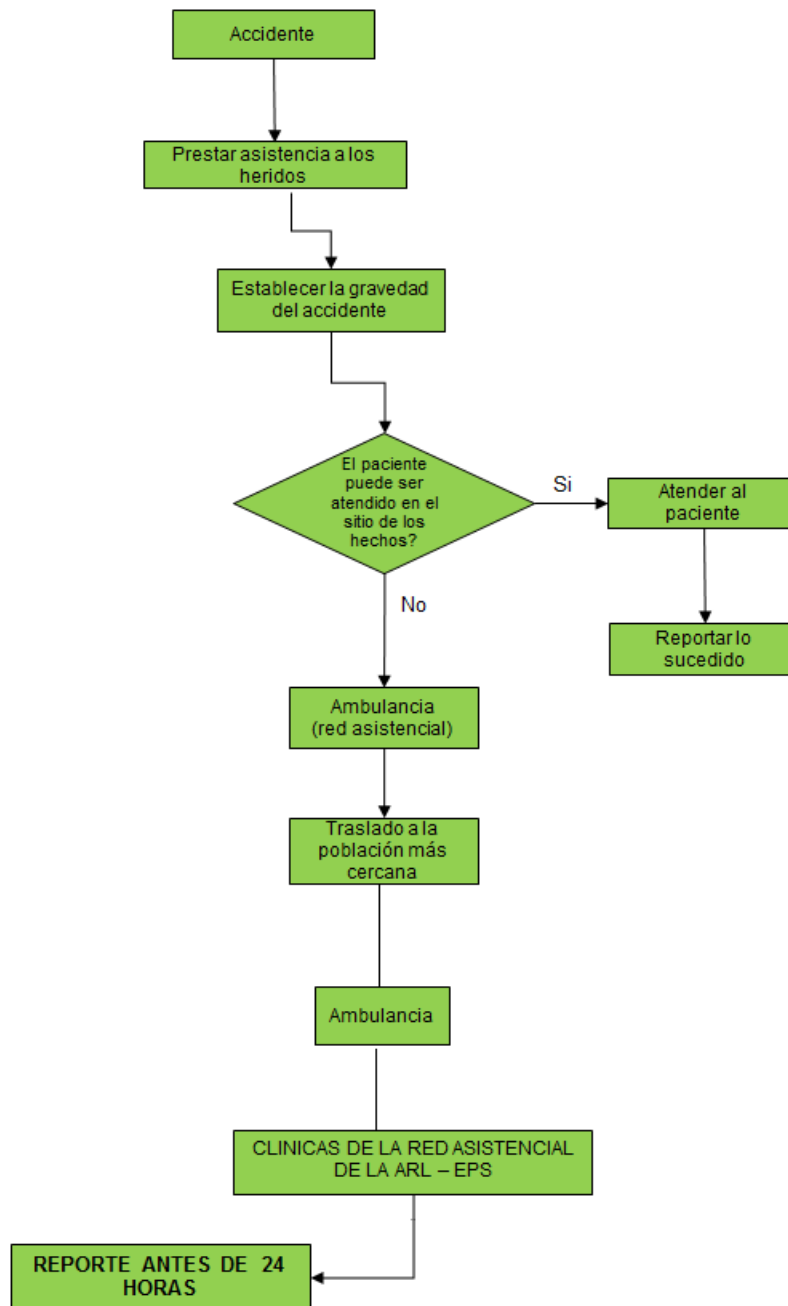 Accidente
Prestar asistencia a los
heridos
Establecer la gravedad
del accidente
El paciente
puede ser
atendido en el
sitio de los
hechos?
Si
Atender al
paciente
No
Reportar lo
sucedido
Ambulancia
(red asistencial)
Traslado a la
población más
cercana
Ambulancia
CLINICAS DE LA RED ASISTENCIAL
DE LA ARL – EPS
REPORTE ANTES DE 24
HORAS